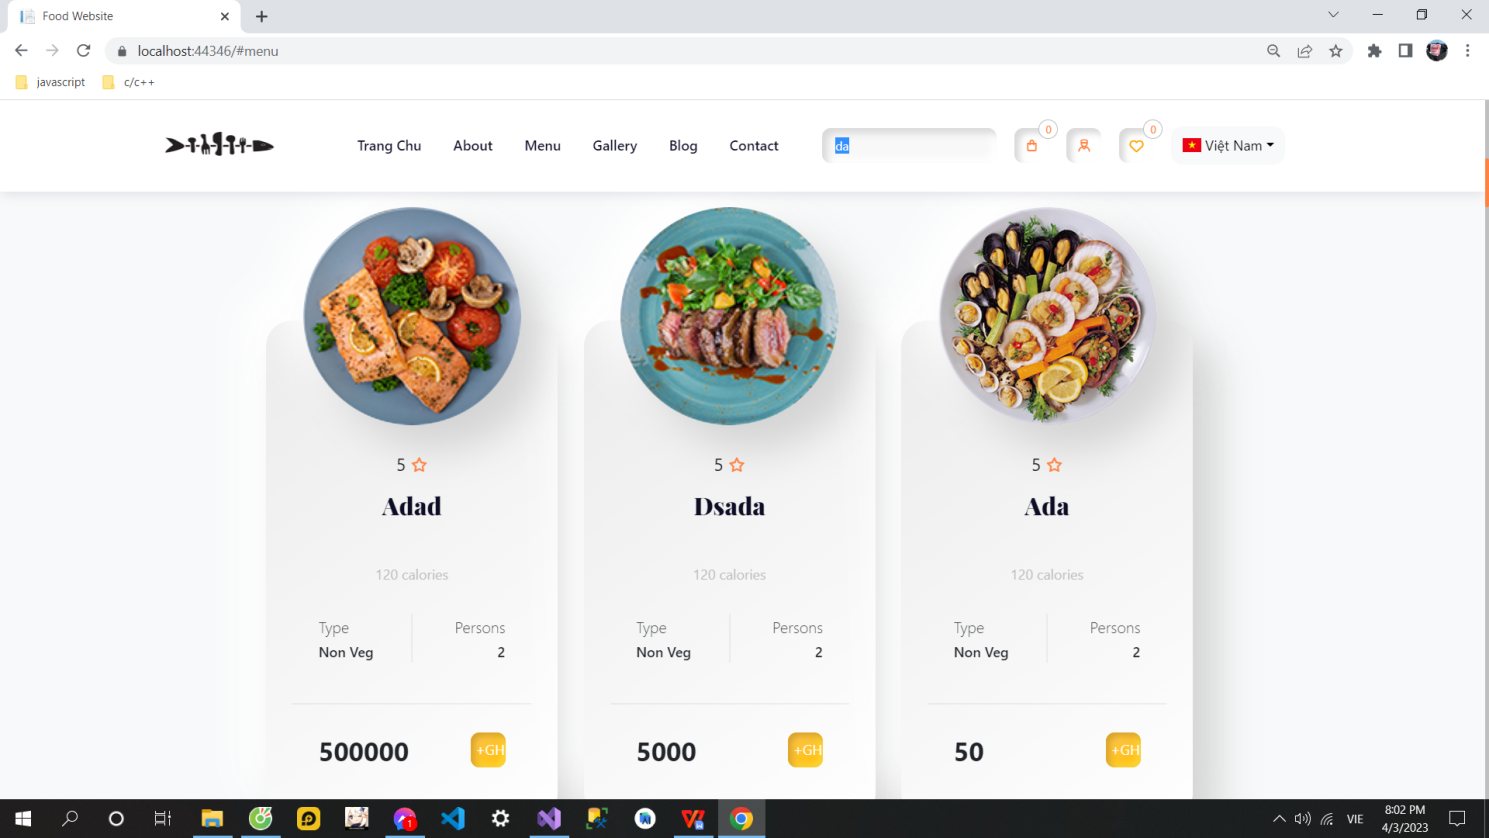 Food Website
localhost:44346/#menu
javascript
c/c++
Trang Chu
About
Menu
Gallery
Blog
Contact
da
0
0
Việt Nam
5
5
5
Adad
Dsada
Ada
120 calories
120 calories
120 calories
Type
Persons
Type
Persons
Type
Persons
Non Veg
2
Non Veg
2
Non Veg
2
500000
+GH
5000
+GH
50
+GH
1
VIE
8:02 PM
4/3/2023